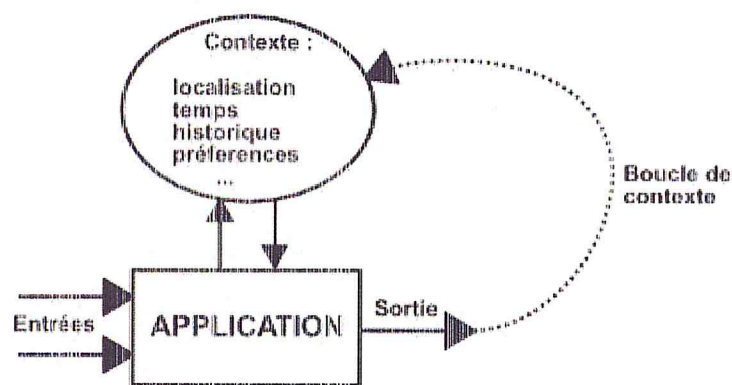 Contexte :
localisation
temps
historique
préferences
...
Boucle de
contexte
Entrées
APPLICATION
Sortie